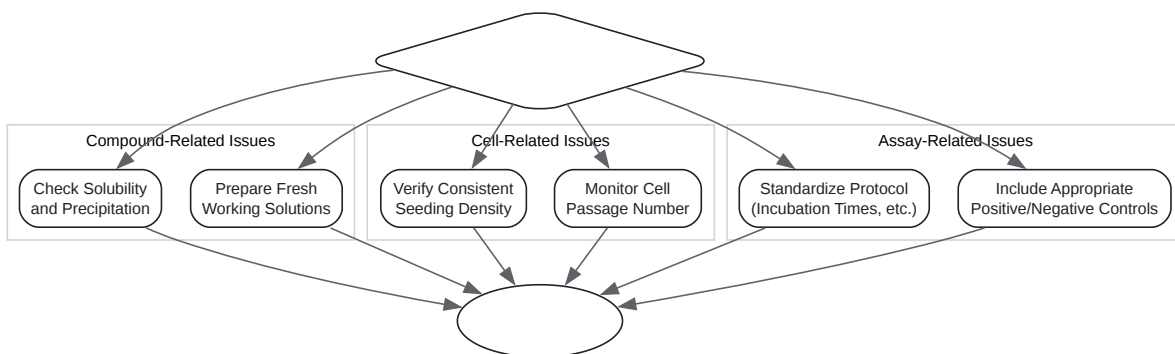 Compound-Related Issues
Cell-Related Issues
Assay-Related Issues
Check Solubility
and Precipitation
Prepare Fresh
Working Solutions
Verify Consistent
Seeding Density
Monitor Cell
Passage Number
Standardize Protocol
(Incubation Times, etc.)
Include Appropriate
Positive/Negative Controls